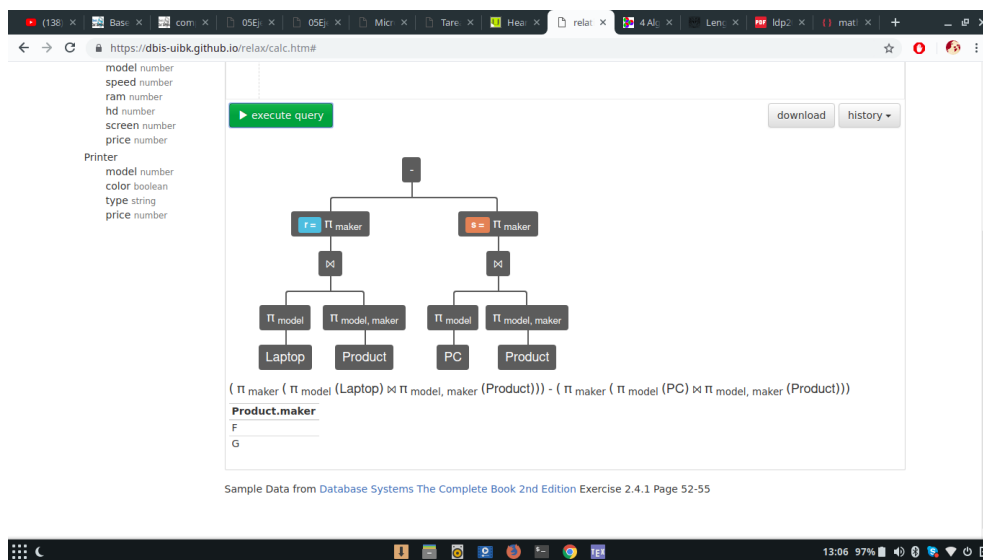 (138) Base com 05Ej 05Ej Micr Tare Hear relat 4 Alg Leng PDF ldp2 ( ) mat
https://dbis-uibk.github.io/relax/calc.htm#
model number
speed number
ram number
hd number
screen number
price number
Printer
model number
color boolean
type string
price number
execute query
download history
-
r = π maker s = π maker
⋈ ⋈
π model π model, maker π model π model, maker
Laptop Product PC Product
( π maker ( π model (Laptop) ⋈ π model, maker (Product))) - ( π maker ( π model (PC) ⋈ π model, maker (Product)))
Product.maker
F
G
Sample Data from Database Systems The Complete Book 2nd Edition Exercise 2.4.1 Page 52-55
13:06 97%